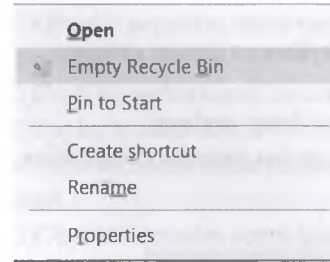 Open
Empty Recycle Bin
Pin to Start
Create shortcut
Rename
Properties